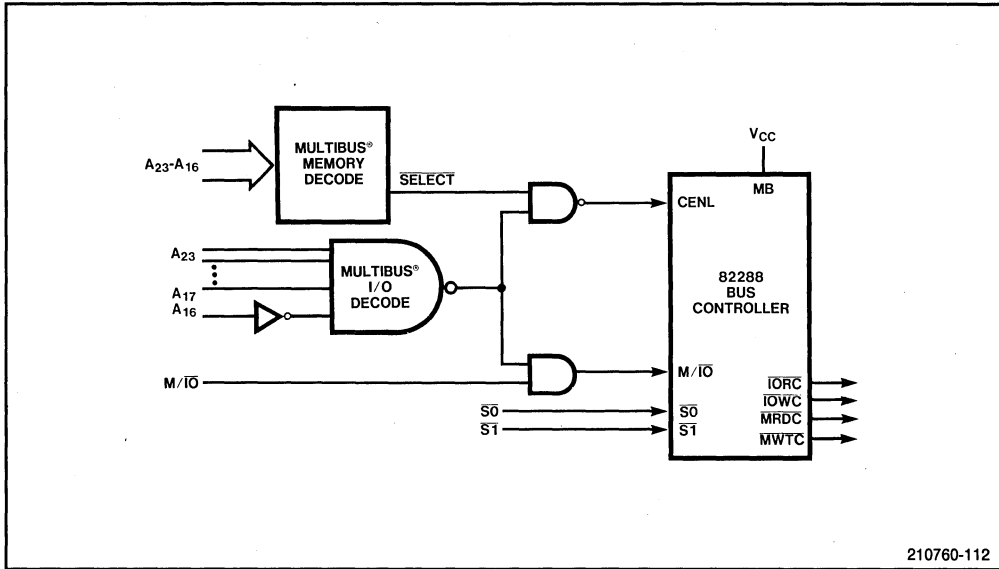 A23-A16
MULTIBUS®
MEMORY
DECODE
SELECT
VCC
MB
CENL
A23
A17
A16
MULTIBUS®
I/O
DECODE
82288
BUS
CONTROLLER
M/IO
M/IO
S0
S1
S0
S1
IORC
IOWC
MRDC
MWTC
210760-112